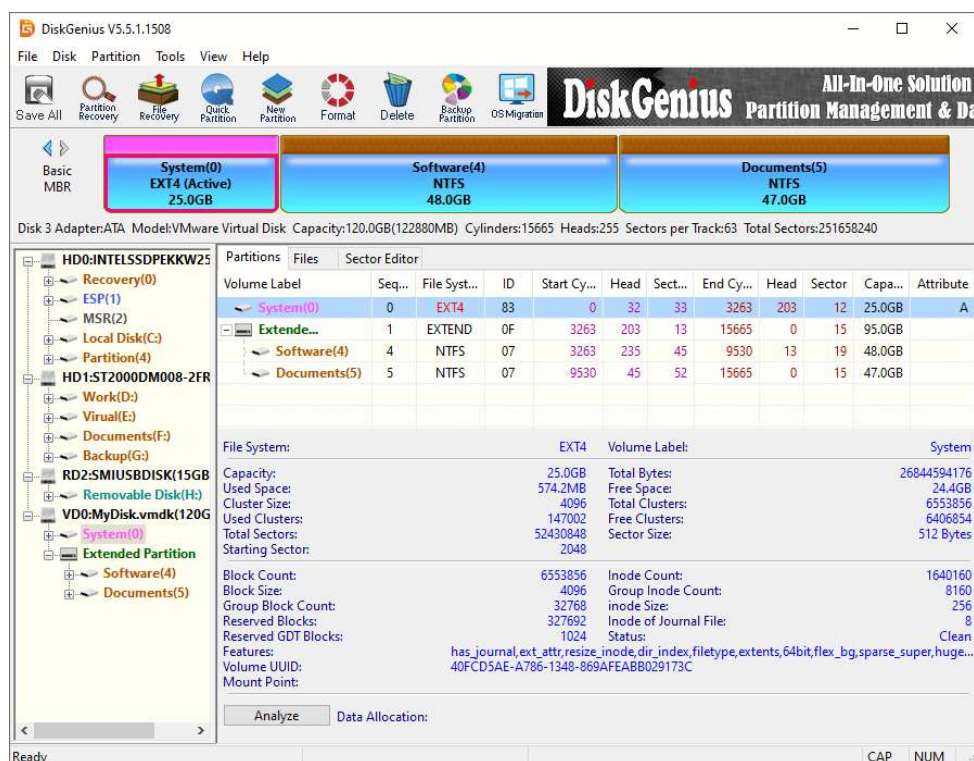 DiskGenius V5.5.1.1508
File Disk Partition Tools View Help
Save All
Partition Recovery
File Recovery
Quick Partition
New Partition
Format
Delete
Backup Partition
OS Migration
DiskGenius
All-In-One Solution
Partition Management & Da
Basic
MBR
System(0)
EXT4 (Active)
25.0GB
Software(4)
NTFS
48.0GB
Documents(5)
NTFS
47.0GB
Disk 3 Adapter:ATA Model:VMware Virtual Disk Capacity:120.0GB(122880MB) Cylinders:15665 Heads:255 Sectors per Track:63 Total Sectors:251658240
HD0:INTELSSDPEKKW25
Recovery(0)
ESP(1)
MSR(2)
Local Disk(C:)
Partition(4)
HD1:ST2000DM008-2FR
Work(D:)
Virual(E:)
Documents(F:)
Backup(G:)
RD2:SMIUSBDISK(15GB
Removable Disk(H:)
VD0:MyDisk.vmdk(120G
System(0)
Extended Partition
Software(4)
Documents(5)
Partitions Files Sector Editor
Volume Label Seq... File Syst... ID Start Cy... Head Sect... End Cy... Head Sector Capa... Attribute
System(0) 0 EXT4 83 0 32 33 3263 203 12 25.0GB A
Extende... 1 EXTEND 0F 3263 203 13 15665 0 15 95.0GB
Software(4) 4 NTFS 07 3263 235 45 9530 13 19 48.0GB
Documents(5) 5 NTFS 07 9530 45 52 15665 0 15 47.0GB
File System: EXT4 Volume Label: System
Capacity: 25.0GB Total Bytes: 26844594176
Used Space: 574.2MB Free Space: 24.4GB
Cluster Size: 4096 Total Clusters: 6553856
Used Clusters: 147002 Free Clusters: 6406854
Total Sectors: 52430848 Sector Size: 512 Bytes
Starting Sector: 2048
Block Count: 6553856 Inode Count: 1640160
Block Size: 4096 Group Inode Count: 8160
Group Block Count: 32768 inode Size: 256
Reserved Blocks: 327692 Inode of Journal File: 8
Reserved GDT Blocks: 1024 Status: Clean
Features: has_journal,ext_attr,resize_inode,dir_index,filetype,extents,64bit,flex_bg,sparse_super,huge...
Volume UUID: 40FCD5AE-A786-1348-869AFEABB029173C
Mount Point:
Analyze Data Allocation:
Ready CAP NUM